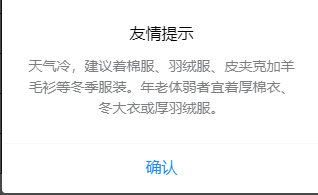 友情提示
天气冷，建议着棉服、羽绒服、皮夹克加羊
毛衫等冬季服装。年老体弱者宜着厚棉衣、
冬大衣或厚羽绒服。
确认